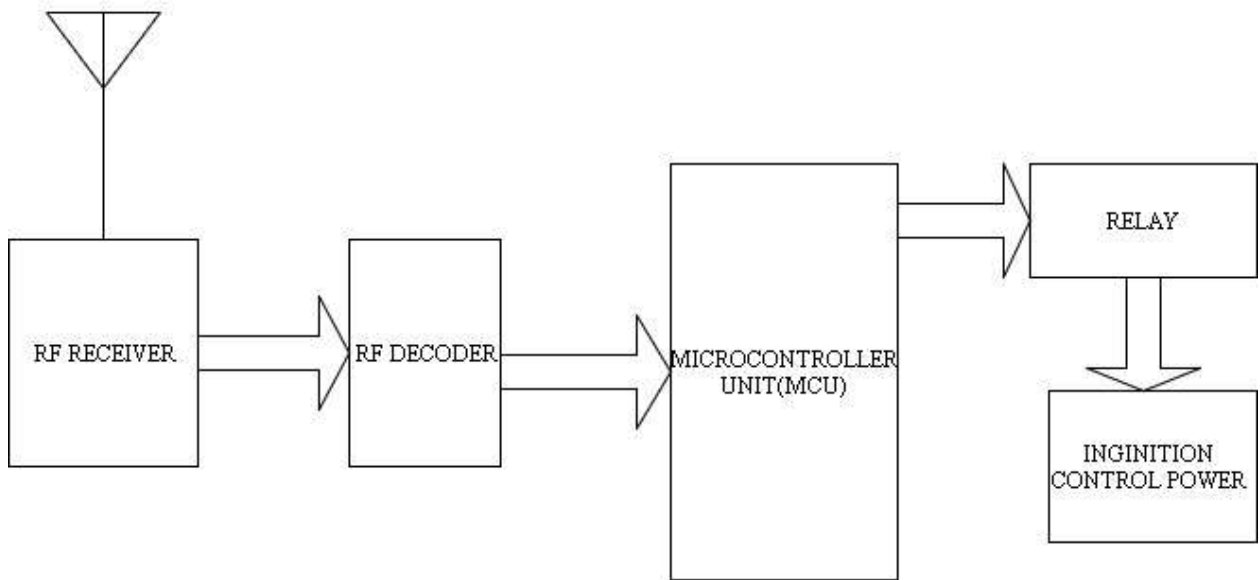 RF RECEIVER
RF DECODER
MICROCONTROLLER
UNIT(MCU)
RELAY
INGINITION
CONTROL POWER